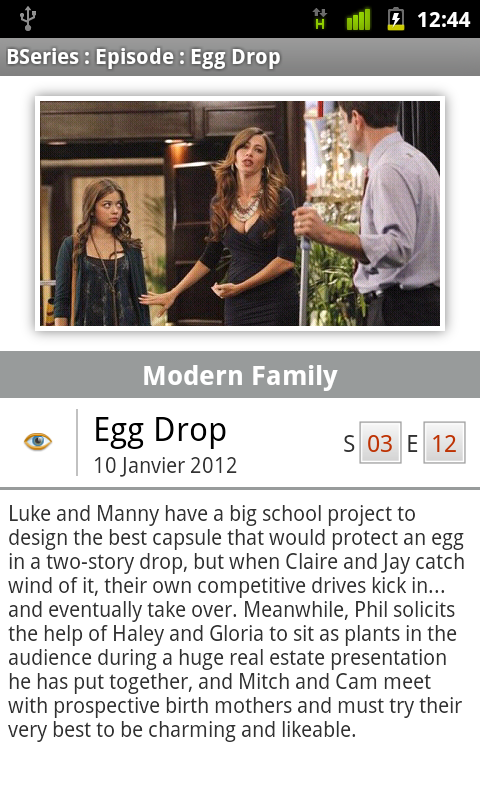 H
12:44
BSeries : Episode : Egg Drop
Modern Family
Egg Drop
10 Janvier 2012
S 03 E 12
Luke and Manny have a big school project to
design the best capsule that would protect an egg
in a two-story drop, but when Claire and Jay catch
wind of it, their own competitive drives kick in...
and eventually take over. Meanwhile, Phil solicits
the help of Haley and Gloria to sit as plants in the
audience during a huge real estate presentation
he has put together, and Mitch and Cam meet
with prospective birth mothers and must try their
very best to be charming and likeable.